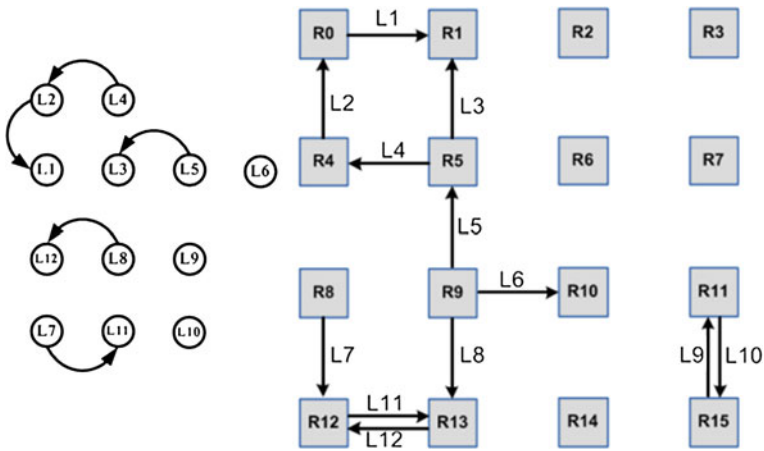 R0 L1 R1 R2 R3
L2 L4
L2 L3
L1 L3 L5 L6 R4 L4 R5 R6 R7
L5
L12 L8 L9 R8 R9 L6 R10 R11
L7 L11 L10 L7 L8 L9 L10
L11
R12 R13 R14 R15
L12